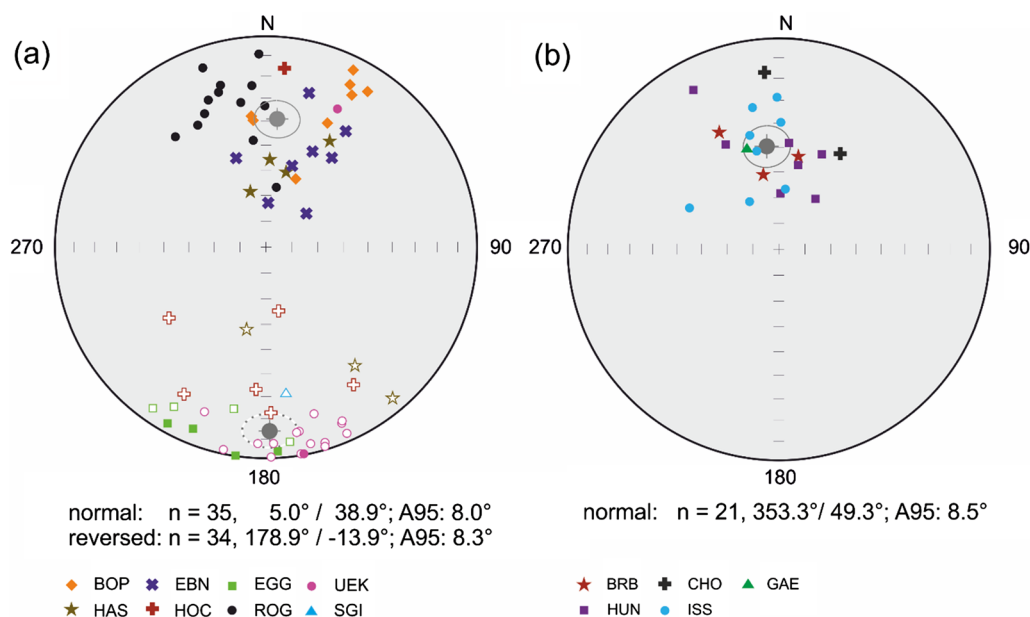 (a)
N
270
90
180
normal: n = 35, 5.0° / 38.9°; A95: 8.0°
reversed: n = 34, 178.9° / -13.9°; A95: 8.3°
BOP EBN EGG UEK
HAS HOC ROG SGI
(b)
N
270
90
180
normal: n = 21, 353.3°/ 49.3°; A95: 8.5°
BRB CHO GAE
HUN ISS